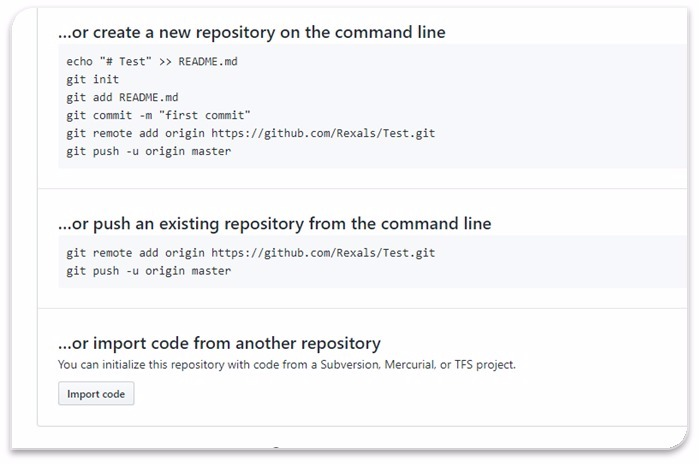 …or create a new repository on the command line
echo "# Test" >> README.md
git init
git add README.md
git commit -m "first commit"
git remote add origin https://github.com/Rexals/Test.git
git push -u origin master
…or push an existing repository from the command line
git remote add origin https://github.com/Rexals/Test.git
git push -u origin master
…or import code from another repository
You can initialize this repository with code from a Subversion, Mercurial, or TFS project.
Import code